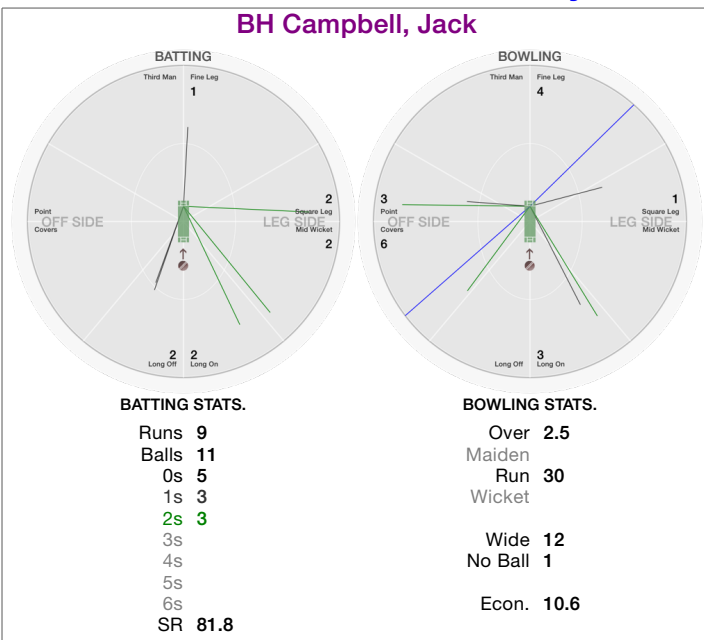 BH Campbell, Jack
BATTING
Third Man Fine Leg
1
2
Point Square Leg
OFF SIDE LEG SIDE
Covers Mid Wicket
2
2 2
Long Off Long On
BOWLING
Third Man Fine Leg
4
3 1
Point Square Leg
OFF SIDE LEG SIDE
Covers Mid Wicket
6
3
Long Off Long On
BATTING STATS.
Runs 9
Balls 11
0s 5
1s 3
2s 3
3s
4s
5s
6s
SR 81.8
BOWLING STATS.
Over 2.5
Maiden
Run 30
Wicket
Wide 12
No Ball 1
Econ. 10.6